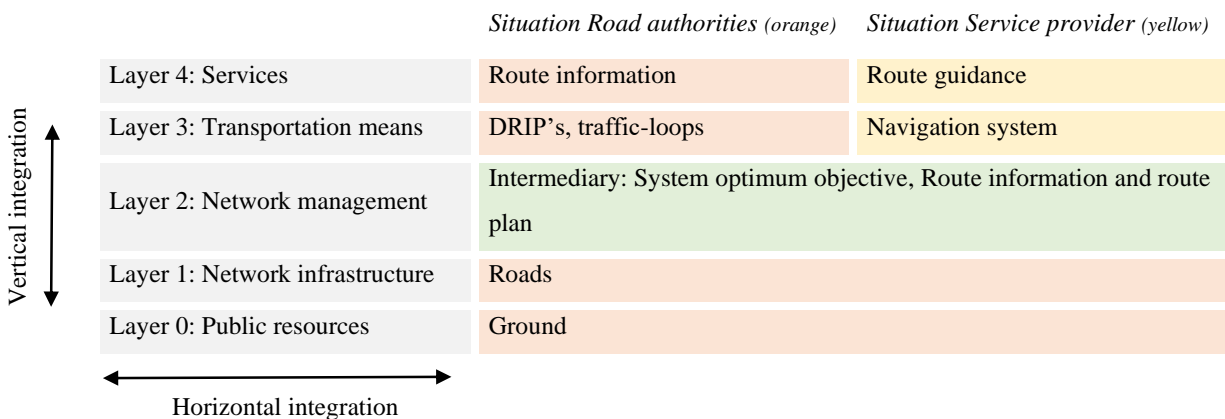 Situation Road authorities (orange) Situation Service provider (yellow)
Layer 4: Services Route information Route guidance
Layer 3: Transportation means DRIP’s, traffic-loops Navigation system
Layer 2: Network management Intermediary: System optimum objective, Route information and route
plan
Layer 1: Network infrastructure Roads
Layer 0: Public resources Ground
Vertical integration
Horizontal integration